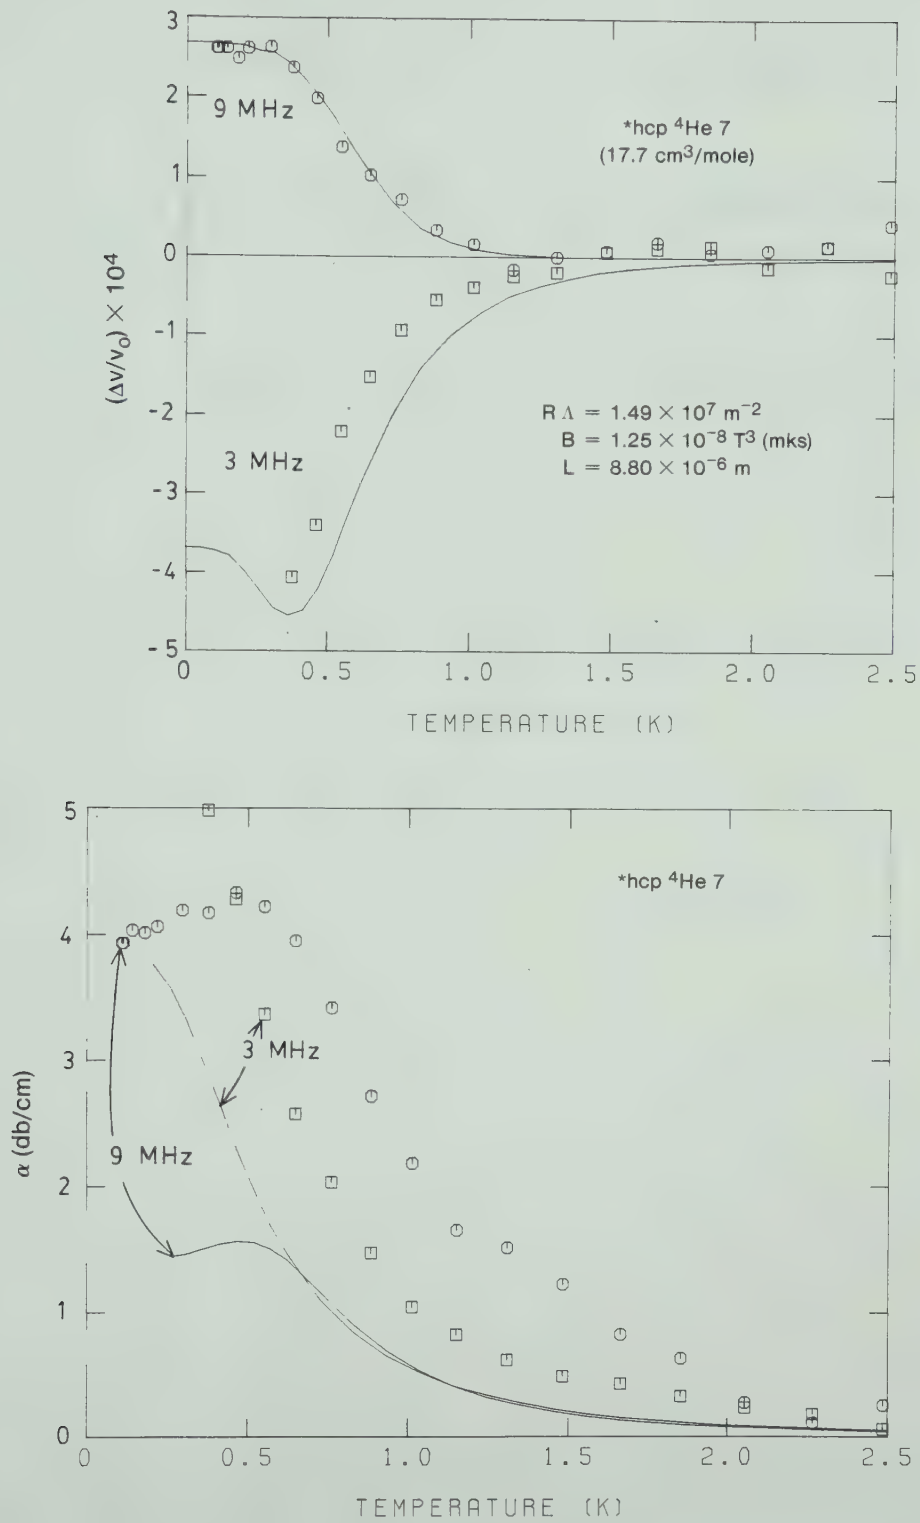 3
2
1
0
-1
-2
-3
-4
-5
(Δv/v₀) × 10⁴
9 MHz
*hcp ⁴He 7
(17.7 cm³/mole)
3 MHz
R Λ = 1.49 × 10⁷ m⁻²
B = 1.25 × 10⁻⁸ T³ (mks)
L = 8.80 × 10⁻⁶ m
0 0.5 1.0 1.5 2.0 2.5
TEMPERATURE (K)
5
4
3
2
1
0
α (db/cm)
*hcp ⁴He 7
3 MHz
9 MHz
0 0.5 1.0 1.5 2.0 2.5
TEMPERATURE (K)